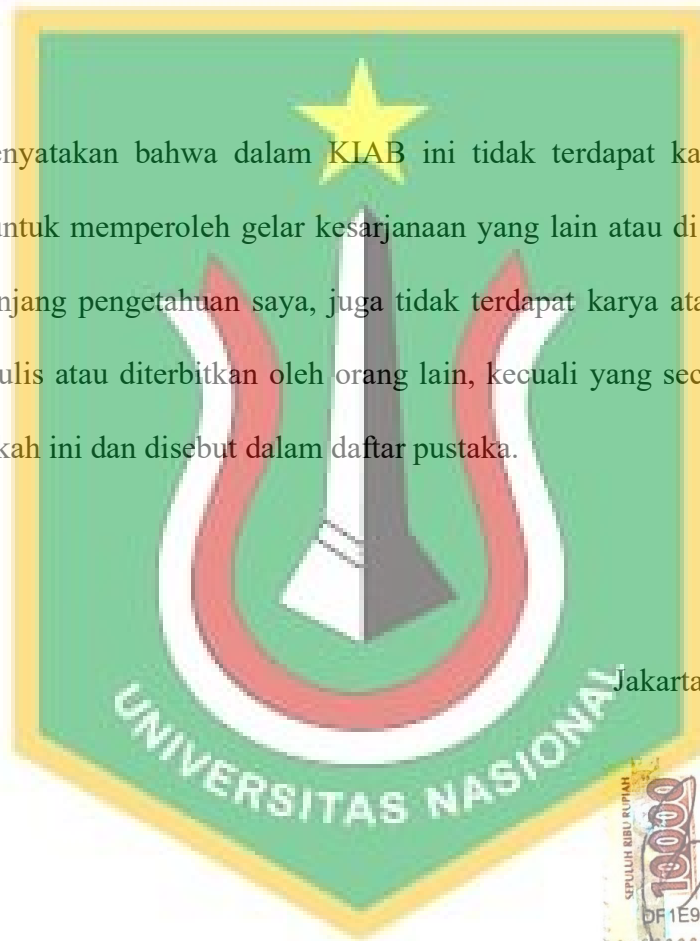 enyatakan bahwa dalam KIAB ini tidak terdapat ka
untuk memperoleh gelar kesarjanaan yang lain atau di
njang pengetahuan saya, juga tidak terdapat karya ata
ulis atau diterbitkan oleh orang lain, kecuali yang sec
kah ini dan disebut dalam daftar pustaka.
Jakarta
UNIVERSITAS NASIONAL
SEPULUH RIBU RUPIAH
10000
DF1E9